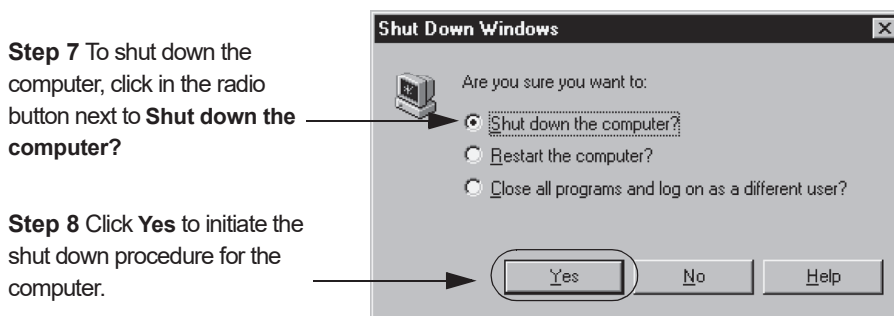 Step 7 To shut down the
computer, click in the radio
button next to Shut down the
computer?
Step 8 Click Yes to initiate the
shut down procedure for the
computer.
Shut Down Windows
Are you sure you want to:
Shut down the computer?
Restart the computer?
Close all programs and log on as a different user?
Yes No Help